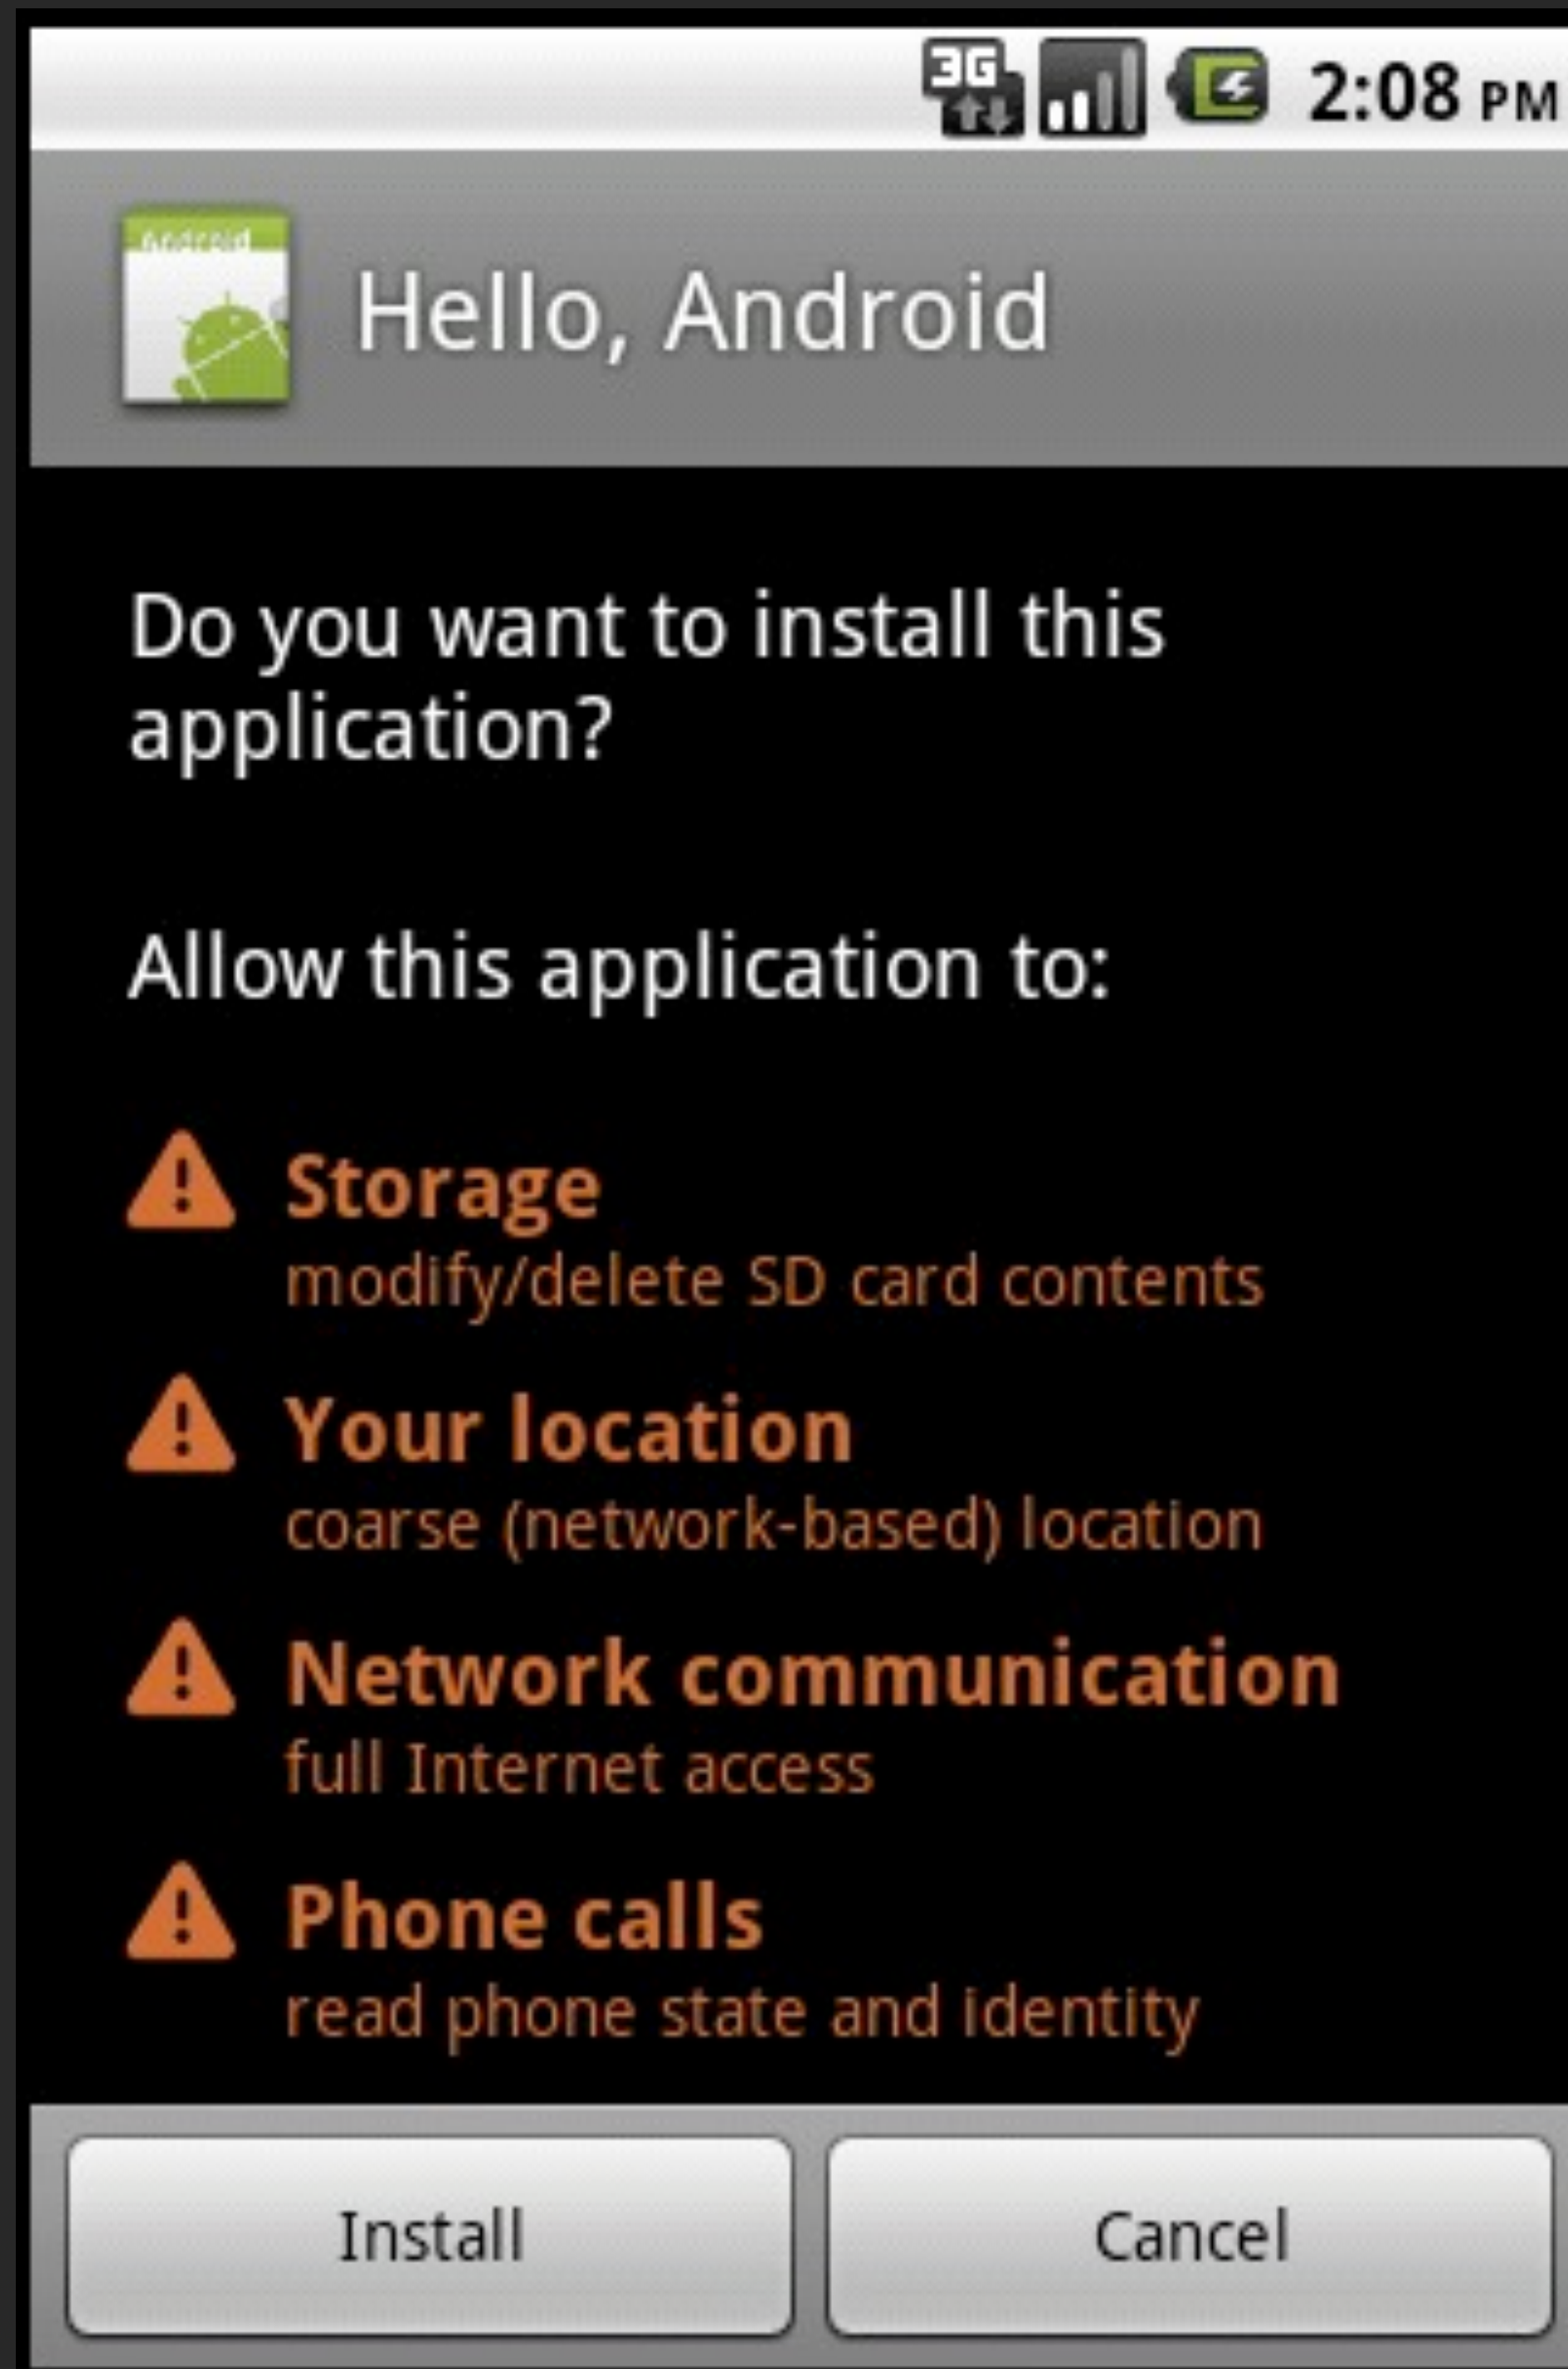 3G
2:08 PM
Android
Hello, Android
Do you want to install this
application?
Allow this application to:
Storage
modify/delete SD card contents
Your location
coarse (network-based) location
Network communication
full Internet access
Phone calls
read phone state and identity
Install
Cancel